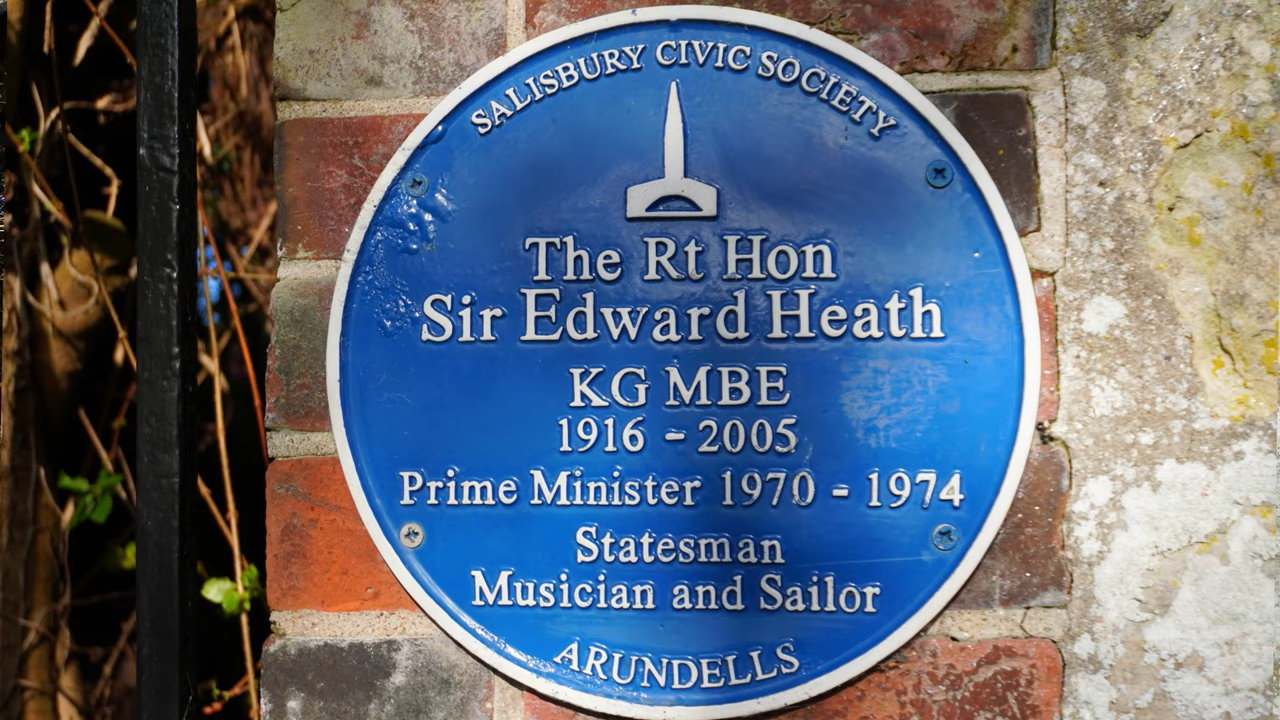 SALISBURY CIVIC SOCIETY
The Rt Hon
Sir Edward Heath
KG MBE
1916 - 2005
Prime Minister 1970 - 1974
Statesman
Musician and Sailor
ARUNDELLS